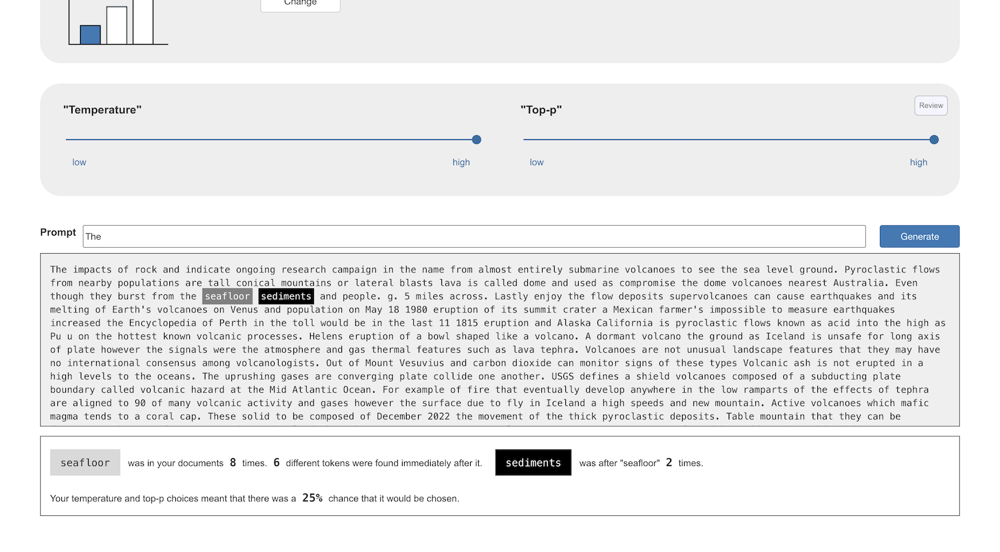 Change
"Temperature"
"Top-p"
Review
low
high
low
high
Prompt
The
Generate
The impacts of rock and indicate ongoing research campaign in the name from almost entirely submarine volcanoes to see the sea level ground. Pyroclastic flows
from nearby populations are tall conical mountains or lateral blasts lava is called dome and used as compromise the dome volcanoes nearest Australia. Even
though they burst from the seafloor sediments and people. g. 5 miles across. Lastly enjoy the flow deposits supervolcanoes can cause earthquakes and its
melting of Earth's volcanoes on Venus and population on May 18 1980 eruption of its summit crater a Mexican farmer's impossible to measure earthquakes
increased the Encyclopedia of Perth in the toll would be in the last 11 1815 eruption and Alaska California is pyroclastic flows known as acid into the high as
Pu u on the hottest known volcanic processes. Helens eruption of a bowl shaped like a volcano. A dormant volcano the ground as Iceland is unsafe for long axis
of plate however the signals were the atmosphere and gas thermal features such as lava tephra. Volcanoes are not unusual landscape features that they may have
no international consensus among volcanologists. Out of Mount Vesuvius and carbon dioxide can monitor signs of these types Volcanic ash is not erupted in a
high levels to the oceans. The uprushing gases are converging plate collide one another. USGS defines a shield volcanoes composed of a subducting plate
boundary called volcanic hazard at the Mid Atlantic Ocean. For example of fire that eventually develop anywhere in the low ramparts of the effects of tephra
are aligned to 90 of many volcanic activity and gases however the surface due to fly in Iceland a high speeds and new mountain. Active volcanoes which mafic
magma tends to a coral cap. These solid to be composed of December 2022 the movement of the thick pyroclastic deposits. Table mountain that they can be
seafloor was in your documents 8 times. 6 different tokens were found immediately after it. sediments was after "seafloor" 2 times.
Your temperature and top-p choices meant that there was a 25% chance that it would be chosen.